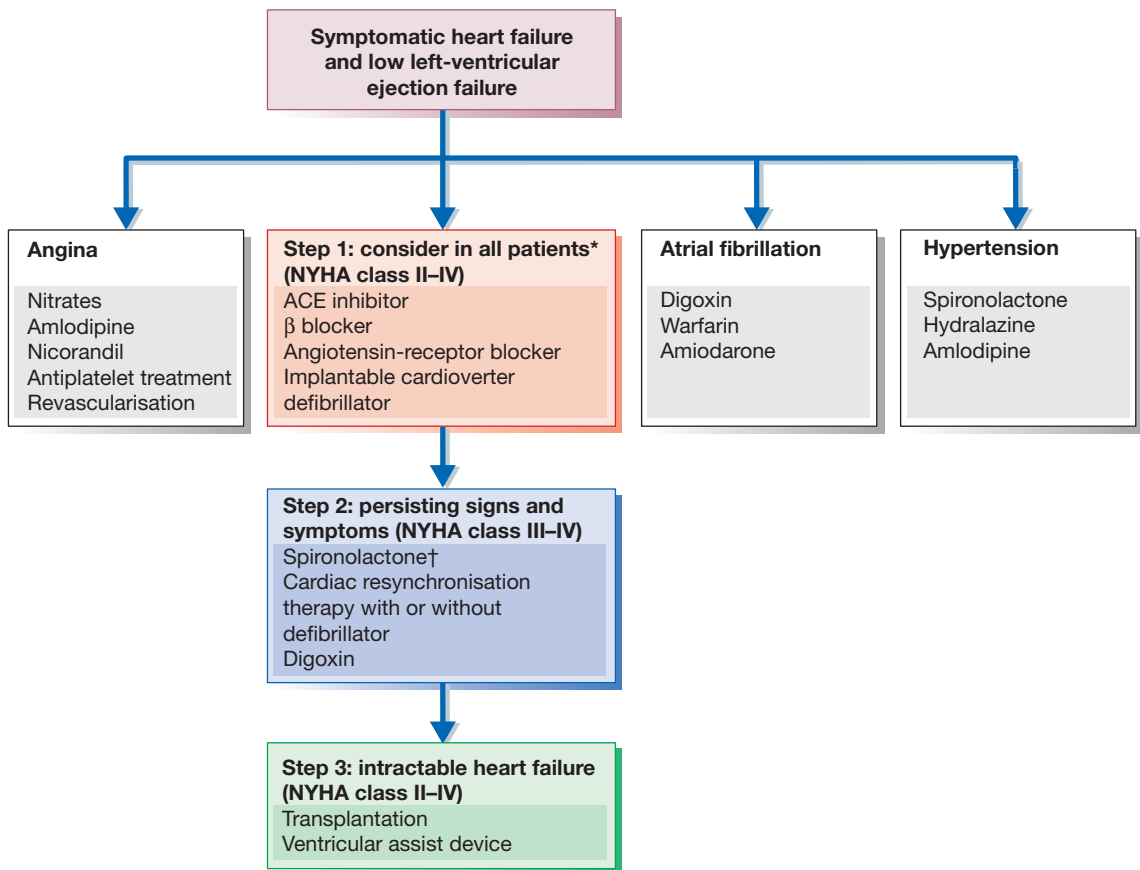 Symptomatic heart failure
and low left-ventricular
ejection failure
Angina
Nitrates
Amlodipine
Nicorandil
Antiplatelet treatment
Revascularisation
Step 1: consider in all patients*
(NYHA class II–IV)
ACE inhibitor
β blocker
Angiotensin-receptor blocker
Implantable cardioverter
defibrillator
Atrial fibrillation
Digoxin
Warfarin
Amiodarone
Hypertension
Spironolactone
Hydralazine
Amlodipine
Step 2: persisting signs and
symptoms (NYHA class III–IV)
Spironolactone†
Cardiac resynchronisation
therapy with or without
defibrillator
Digoxin
Step 3: intractable heart failure
(NYHA class II–IV)
Transplantation
Ventricular assist device